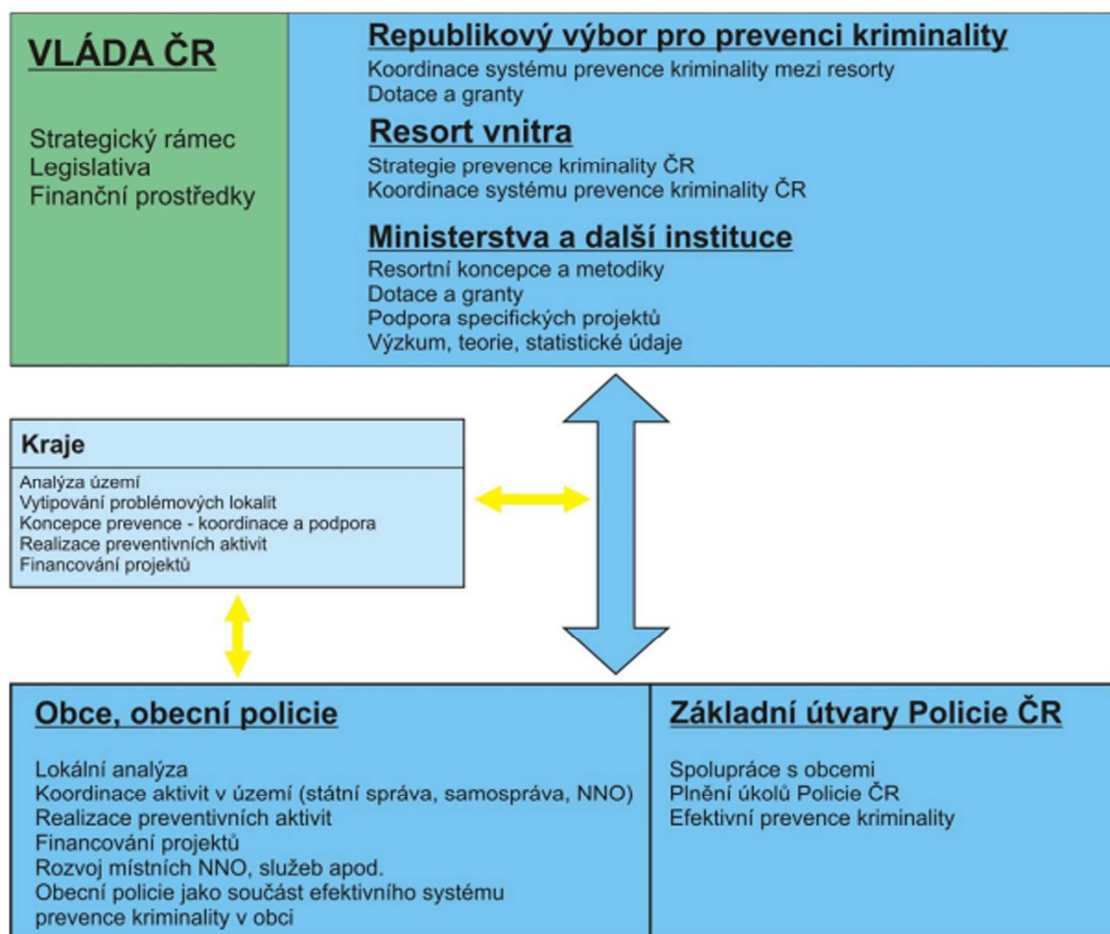 VLÁDA ČR
Strategický rámec
Legislativa
Finanční prostředky
Republikový výbor pro prevenci kriminality
Koordinace systému prevence kriminality mezi resorty
Dotace a granty
Resort vnitra
Strategie prevence kriminality ČR
Koordinace systému prevence kriminality ČR
Ministerstva a další instituce
Resortní koncepce a metodiky
Dotace a granty
Podpora specifických projektů
Výzkum, teorie, statistické údaje
Kraje
Analýza území
Vytipování problémových lokalit
Koncepce prevence - koordinace a podpora
Realizace preventivních aktivit
Financování projektů
Obce, obecní policie
Lokální analýza
Koordinace aktivit v území (státní správa, samospráva, NNO)
Realizace preventivních aktivit
Financování projektů
Rozvoj místních NNO, služeb apod.
Obecní policie jako součást efektivního systému
prevence kriminality v obci
Základní útvary Policie ČR
Spolupráce s obcemi
Plnění úkolů Policie ČR
Efektivní prevence kriminality